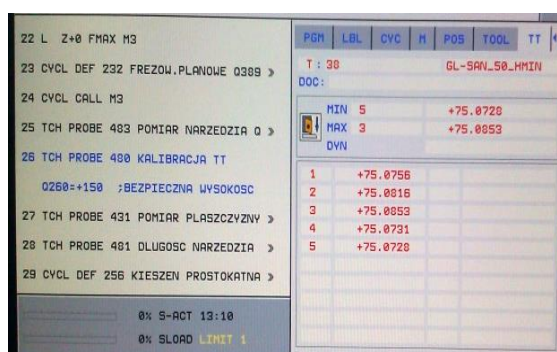 22 L Z+0 FMAX M3
23 CYCL DEF 232 FREZOW.PLANOWE Q389 >
24 CYCL CALL M3
25 TCH PROBE 483 POMIAR NARZEDZIA Q >
26 TCH PROBE 480 KALIBRACJA TT
Q260=+150 ;BEZPIECZNA WYSOKOSC
27 TCH PROBE 431 POMIAR PLASZCZYZNY >
28 TCH PROBE 481 DLUGOSC NARZEDZIA >
29 CYCL DEF 256 KIESZEN PROSTOKATNA >
0% S-ACT 13:10
0% SLOAD LIMIT 1
PGM LBL CYC M POS TOOL TT
T : 38 GL-SAN_50_HMIN
DOC:
MIN 5 +75.0728
MAX 3 +75.0853
DYN
1 +75.0756
2 +75.0816
3 +75.0853
4 +75.0731
5 +75.0728